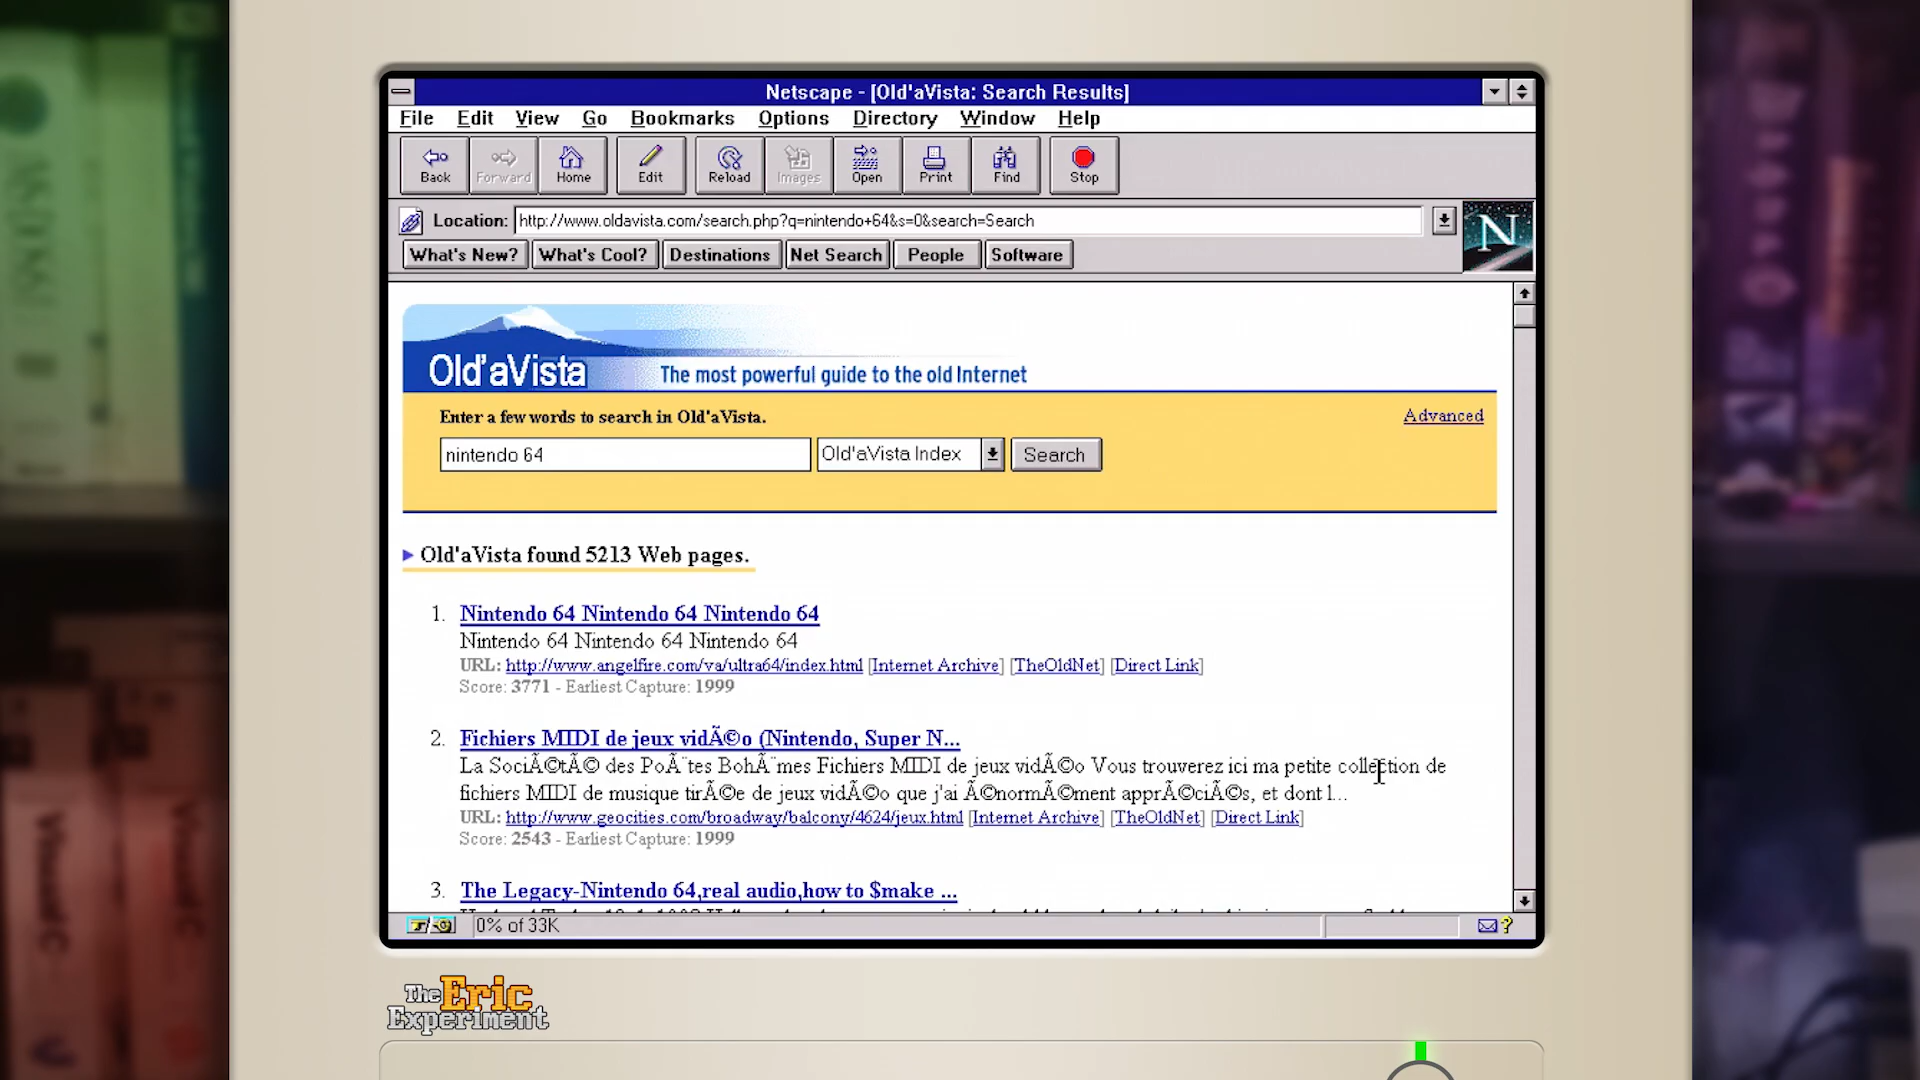 Netscape - [Old'aVista: Search Results]
File Edit View Go Bookmarks Options Directory Window Help
Back Forward Home Edit Reload Images Open Print Find Stop
Location: http://www.oldavista.com/search.php?q=nintendo+64&s=0&search=Search
N
What's New? What's Cool? Destinations Net Search People Software
Old'aVista The most powerful guide to the old Internet
Enter a few words to search in Old'aVista. Advanced
nintendo 64 Old'aVista Index Search
Old'aVista found 5213 Web pages.
1. Nintendo 64 Nintendo 64 Nintendo 64
Nintendo 64 Nintendo 64 Nintendo 64
URL: http://www.angelfire.com/va/ultra64/index.html [Internet Archive] [TheOldNet] [Direct Link]
Score: 3771 - Earliest Capture: 1999
2. Fichiers MIDI de jeux vidÃ©o (Nintendo, Super N...
La SociÃ©tÃ© des PoÃ¨tes BohÃ¨mes Fichiers MIDI de jeux vidÃ©o Vous trouverez ici ma petite collection de
fichiers MIDI de musique tirÃ©e de jeux vidÃ©o que j'ai Ã©normÃ©ment apprÃ©ciÃ©s, et dont l...
URL: http://www.geocities.com/broadway/balcony/4624/jeux.html [Internet Archive] [TheOldNet] [Direct Link]
Score: 2543 - Earliest Capture: 1999
3. The Legacy-Nintendo 64,real audio,how to $make ...
0% of 33K
The Eric
Experiment